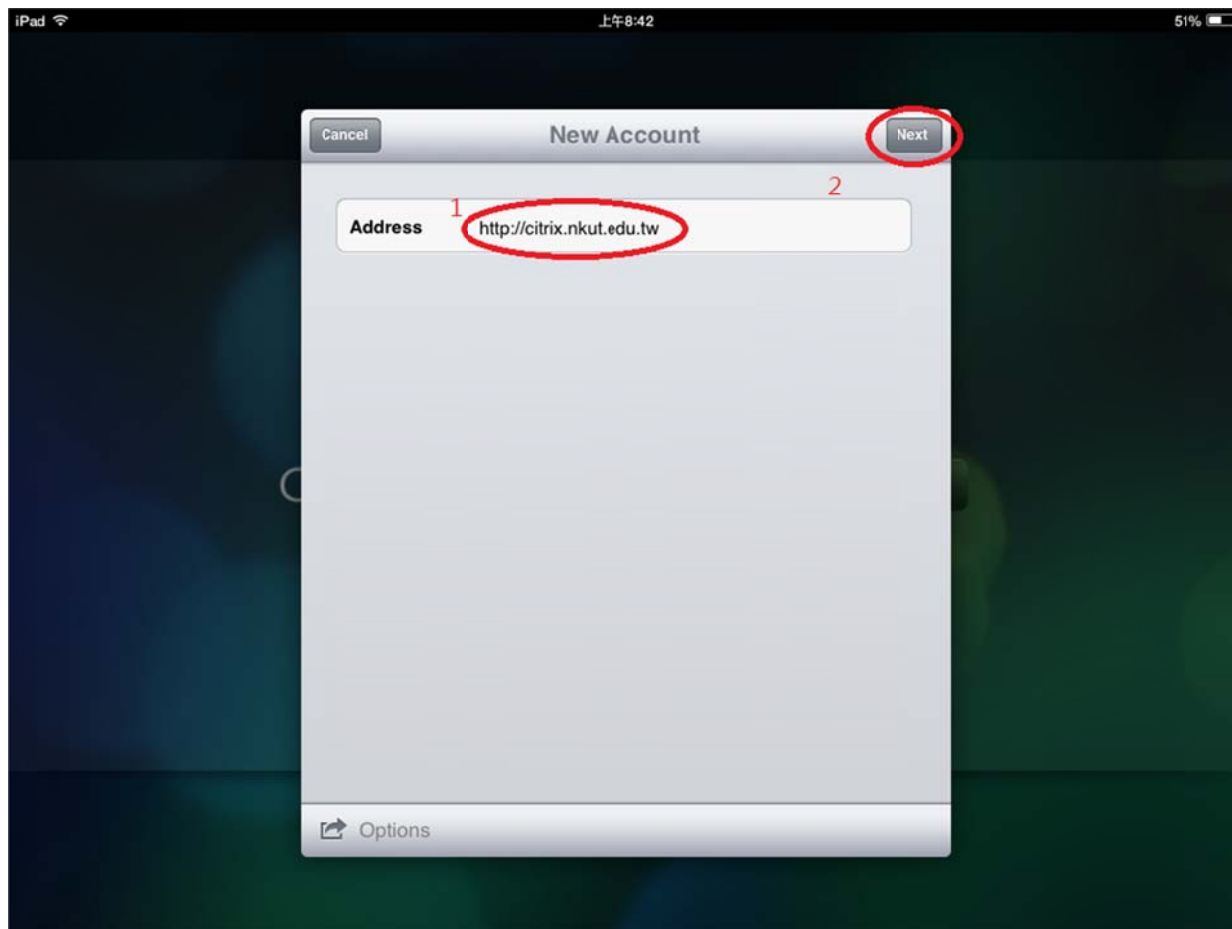 iPad 上午8:42 51%
Cancel New Account Next
2
1
Address http://citrix.nkut.edu.tw
Options